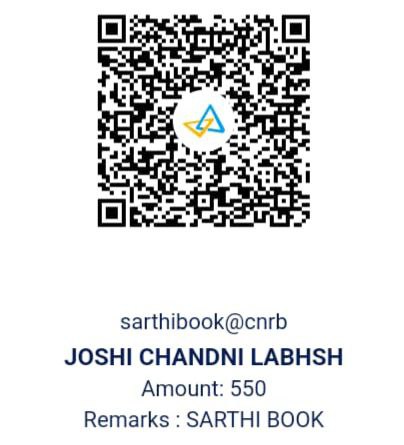 sarthibook@cnrb
JOSHI CHANDNI LABHSH
Amount: 550
Remarks : SARTHI BOOK